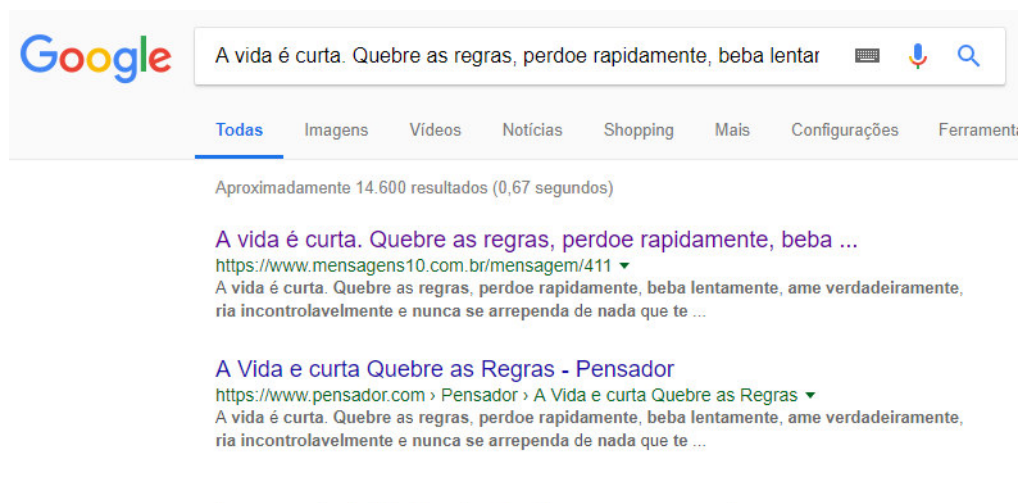 Google
A vida é curta. Quebre as regras, perdoe rapidamente, beba lentar
Todas Imagens Vídeos Notícias Shopping Mais Configurações Ferramenta
Aproximadamente 14.600 resultados (0,67 segundos)
A vida é curta. Quebre as regras, perdoe rapidamente, beba ...
https://www.mensagens10.com.br/mensagem/411
A vida é curta. Quebre as regras, perdoe rapidamente, beba lentamente, ame verdadeiramente,
ria incontrolavelmente e nunca se arrependa de nada que te ...
A Vida e curta Quebre as Regras - Pensador
https://www.pensador.com › Pensador › A Vida e curta Quebre as Regras
A vida é curta. Quebre as regras, perdoe rapidamente, beba lentamente, ame verdadeiramente,
ria incontrolavelmente e nunca se arrependa de nada que te ...